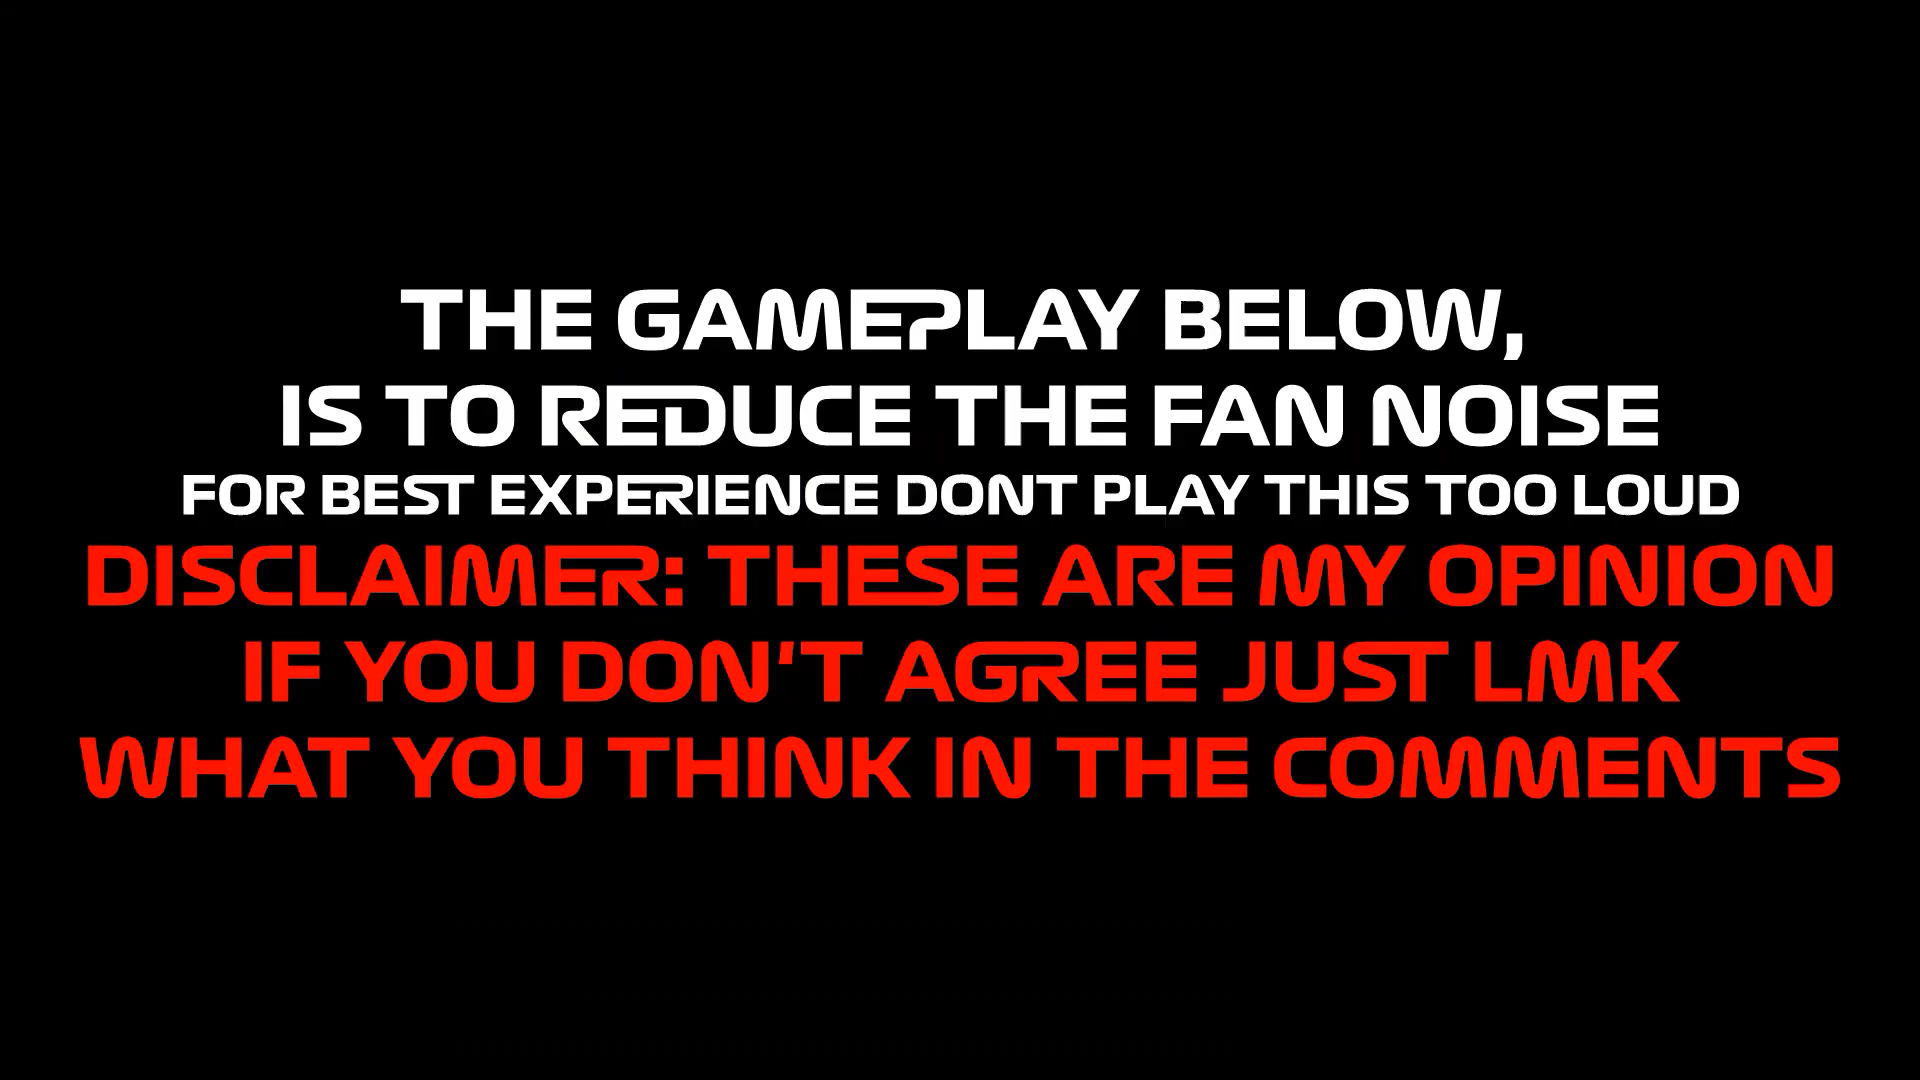 THE GAMEPLAY BELOW,
IS TO REDUCE THE FAN NOISE
FOR BEST EXPERIENCE DONT PLAY THIS TOO LOUD
DISCLAIMER: THESE ARE MY OPINION
IF YOU DON'T AGREE JUST LMK
WHAT YOU THINK IN THE COMMENTS